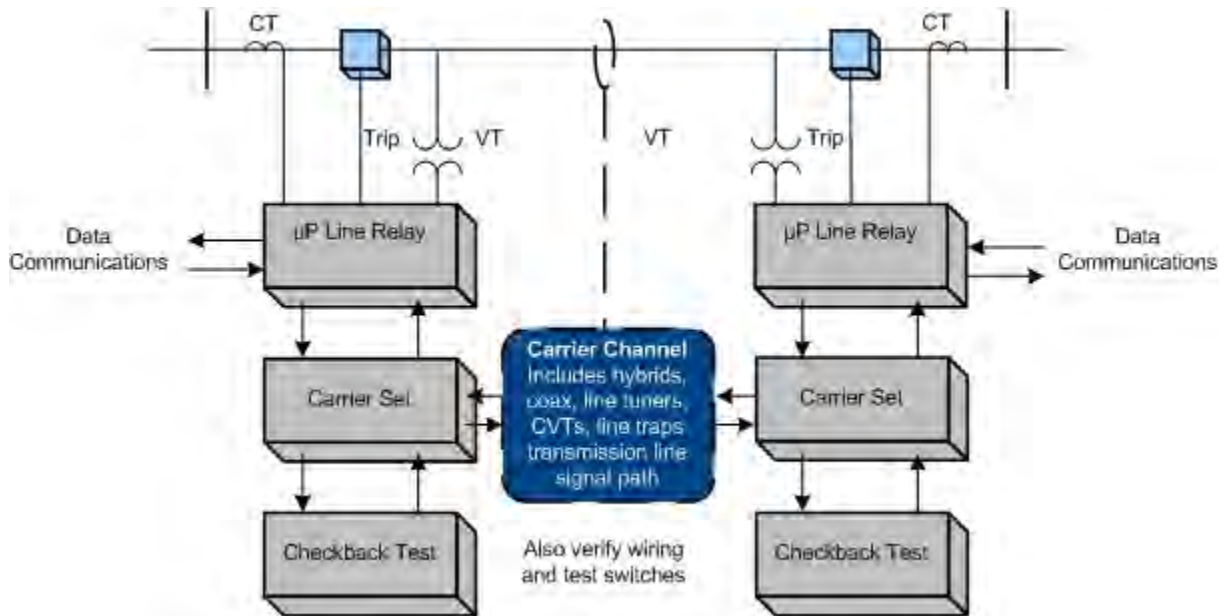 CT
CT
Trip
VT
VT
Trip
µP Line Relay
µP Line Relay
Data
Communications
Data
Communications
Carrier Channel
Includes hybrids,
coax, line tuners,
CVTs, line traps
transmission line
signal path
Carrier Set
Carrier Set
Checkback Test
Checkback Test
Also verify wiring
and test switches